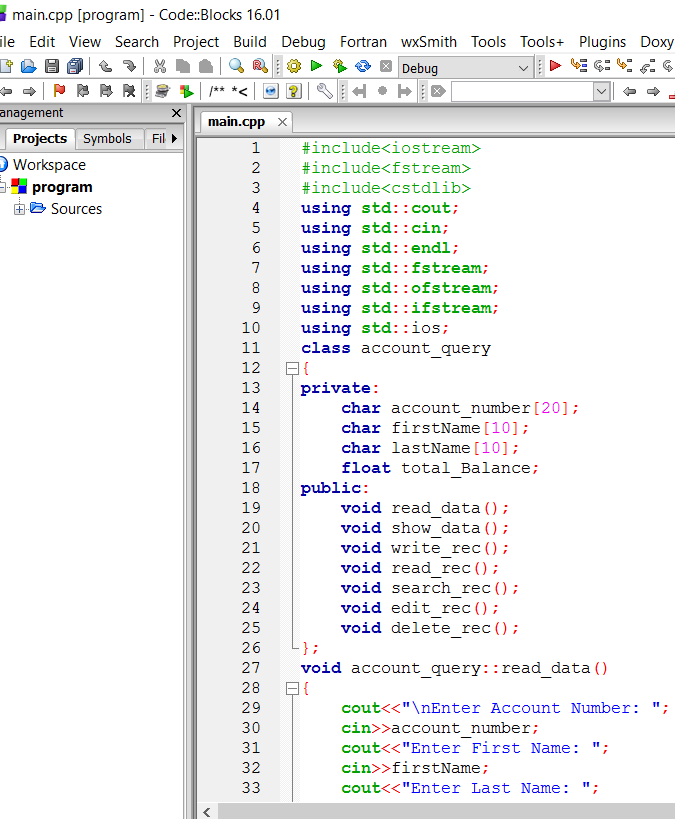 main.cpp [program] - Code::Blocks 16.01
ile Edit View Search Project Build Debug Fortran wxSmith Tools Tools+ Plugins Doxy
Debug
/** *<
anagement
Projects Symbols Fil
Workspace
program
Sources
main.cpp
1 #include<iostream>
2 #include<fstream>
3 #include<cstdlib>
4 using std::cout;
5 using std::cin;
6 using std::endl;
7 using std::fstream;
8 using std::ofstream;
9 using std::ifstream;
10 using std::ios;
11 class account_query
12 {
13 private:
14 char account_number[20];
15 char firstName[10];
16 char lastName[10];
17 float total_Balance;
18 public:
19 void read_data();
20 void show_data();
21 void write_rec();
22 void read_rec();
23 void search_rec();
24 void edit_rec();
25 void delete_rec();
26 };
27 void account_query::read_data()
28 {
29 cout<<"\nEnter Account Number: ";
30 cin>>account_number;
31 cout<<"Enter First Name: ";
32 cin>>firstName;
33 cout<<"Enter Last Name: ";